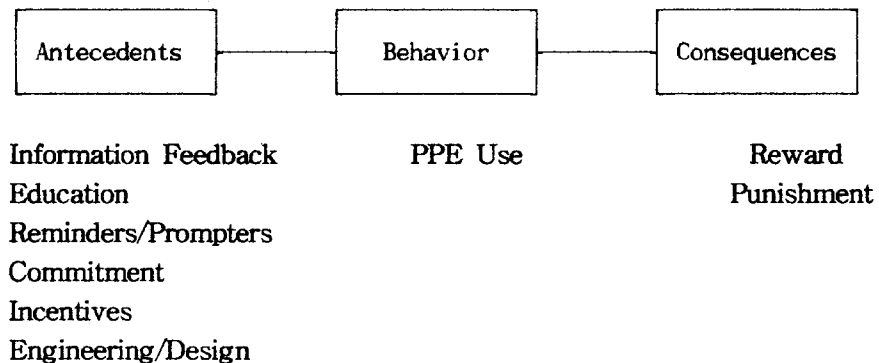 Antecedents Behavior Consequences
Information Feedback PPE Use Reward
Education Punishment
Reminders/Prompters
Commitment
Incentives
Engineering/Design